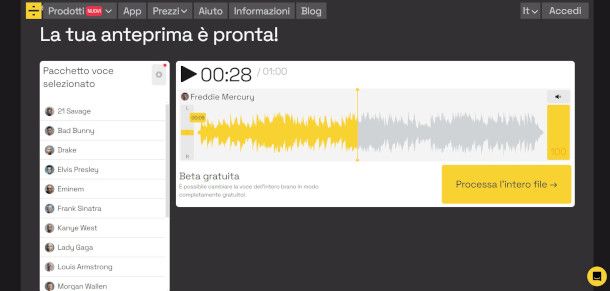 Prodotti NUOVI App Prezzi Aiuto Informazioni Blog It Accedi
La tua anteprima è pronta!
Pacchetto voce
selezionato
21 Savage
Bad Bunny
Drake
Elvis Presley
Eminem
Frank Sinatra
Kanye West
Lady Gaga
Louis Armstrong
Morgan Wallen
00:28 / 01:00
Freddie Mercury
L
00:05
R
100
Beta gratuita
È possibile cambiare la voce dell'intero brano in modo
completamente gratuito!
Processa l'intero file →